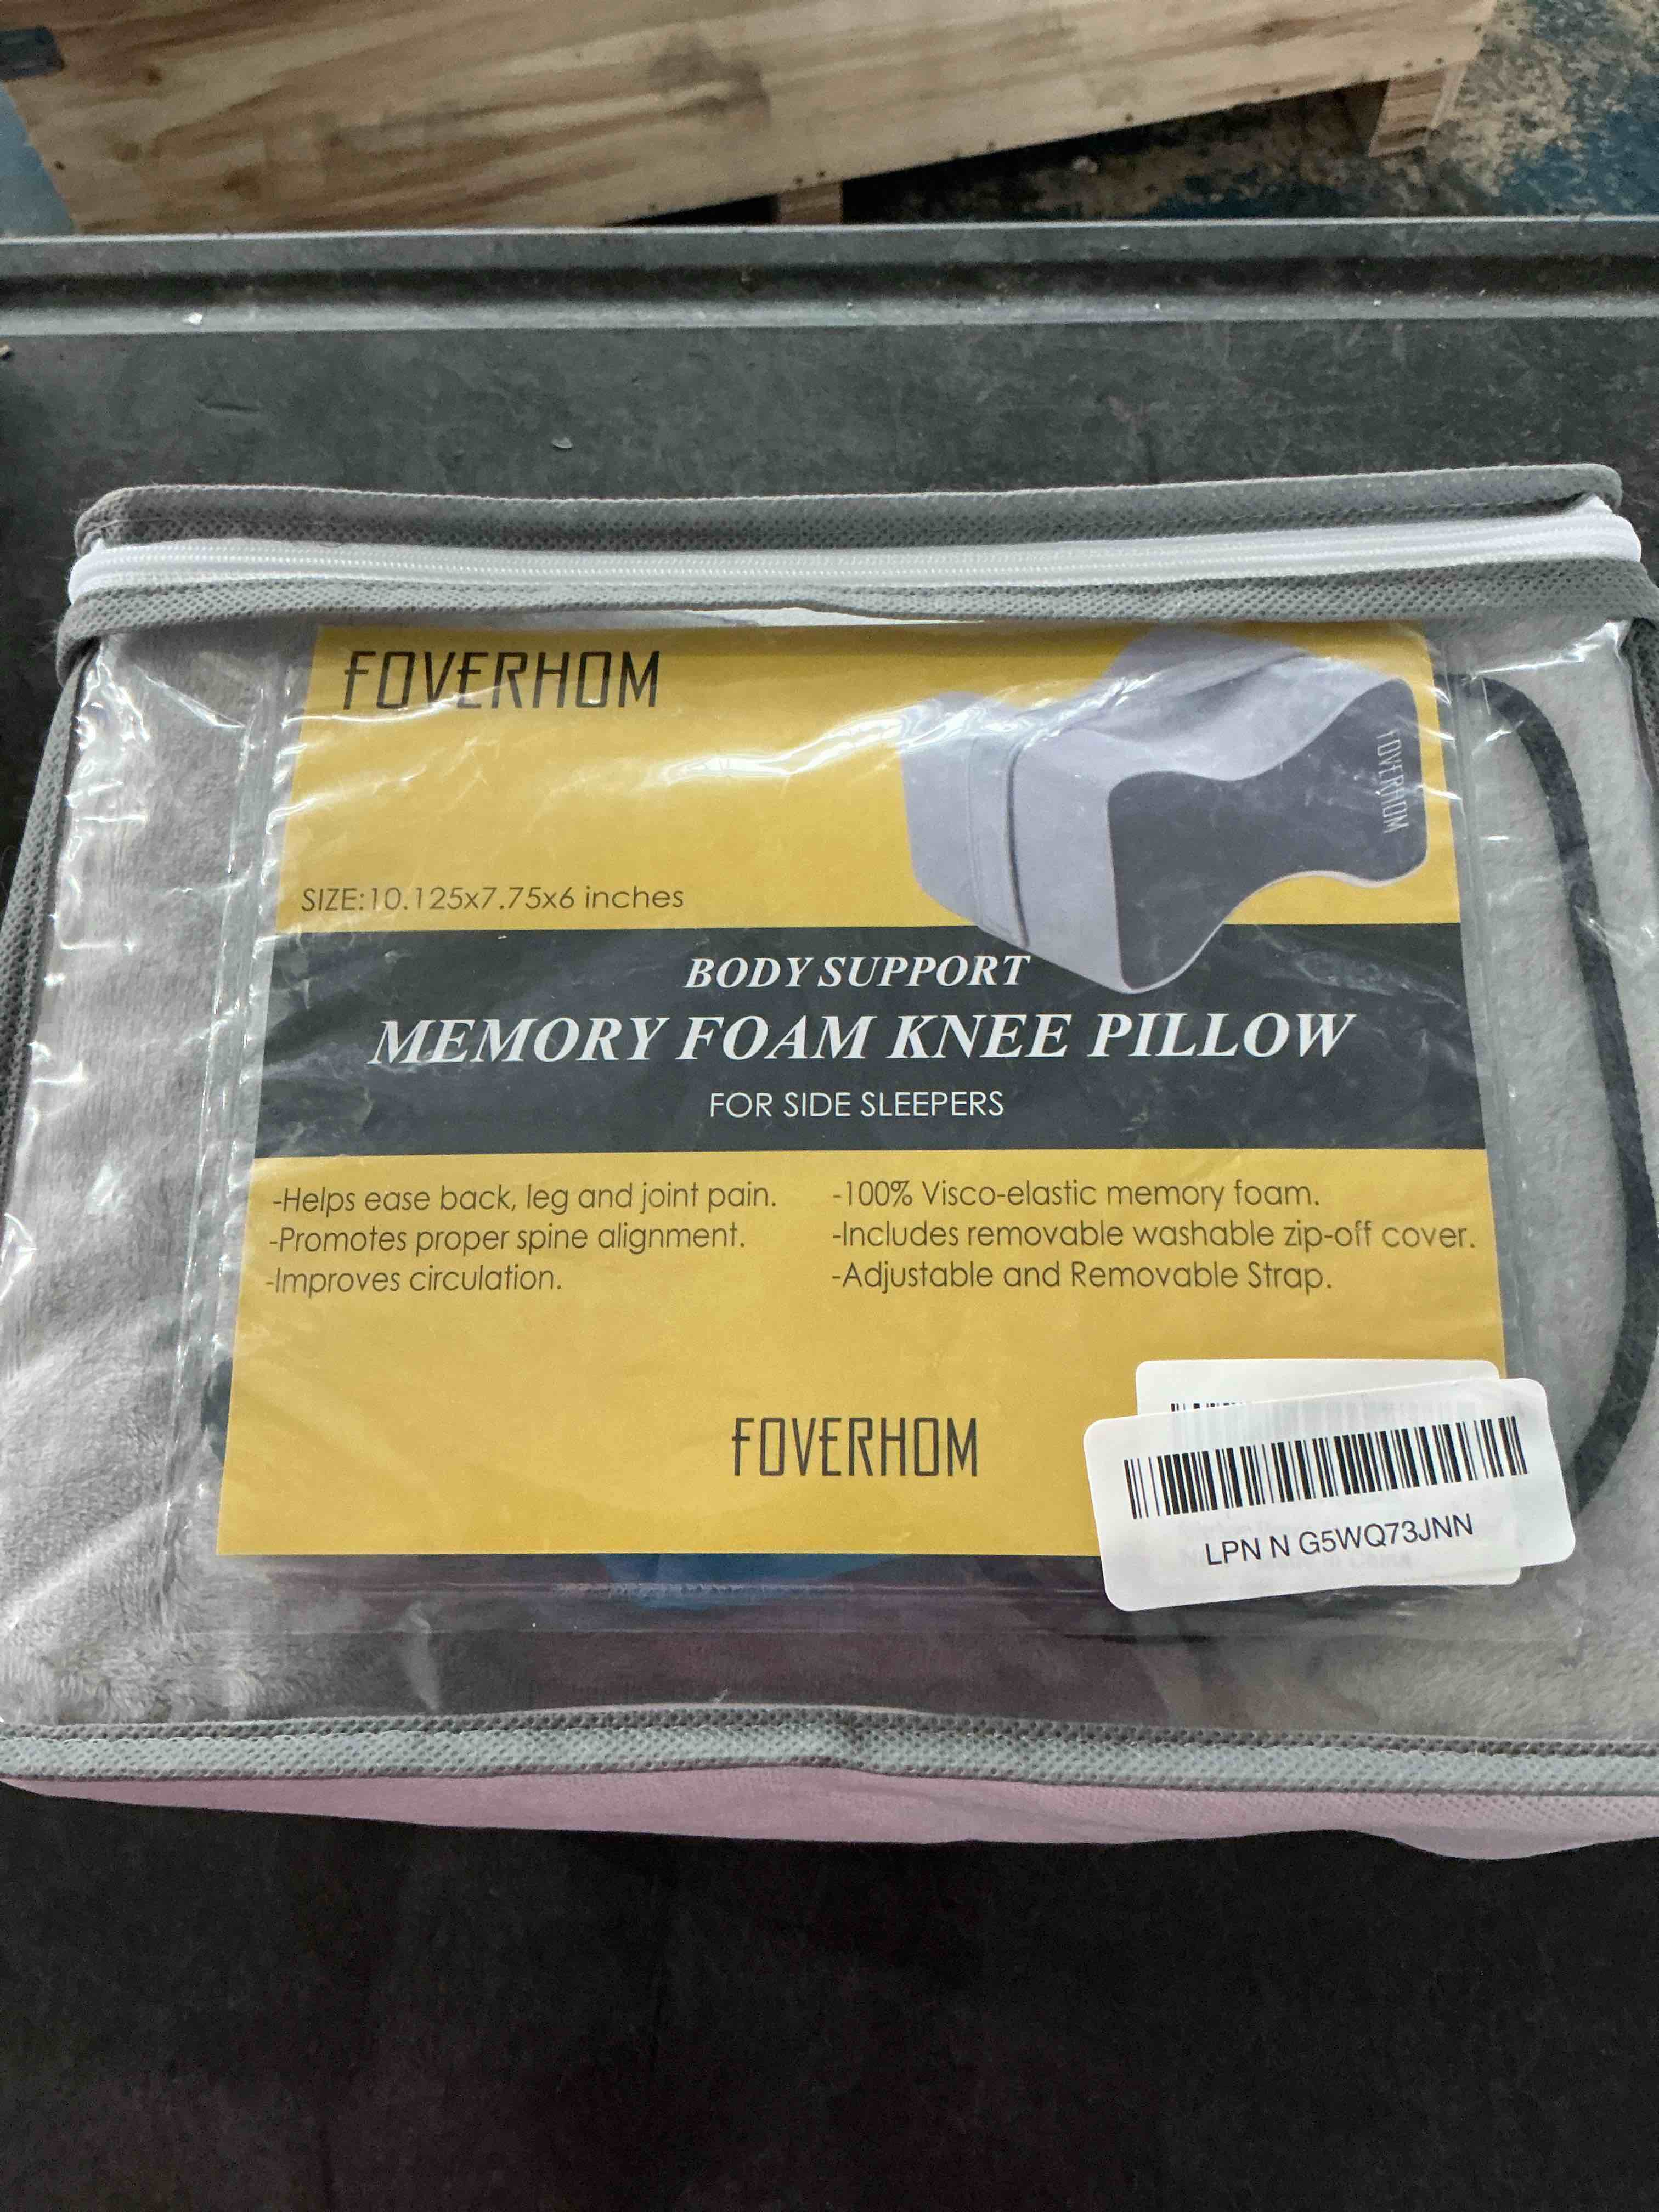 FOVERHOM
FOVERHOM
SIZE:10.125x7.75x6 inches
BODY SUPPORT
MEMORY FOAM KNEE PILLOW
FOR SIDE SLEEPERS
-Helps ease back, leg and joint pain.
-Promotes proper spine alignment.
-Improves circulation.
-100% Visco-elastic memory foam.
-Includes removable washable zip-off cover.
-Adjustable and Removable Strap.
FOVERHOM
LPN N G5WQ73JNN